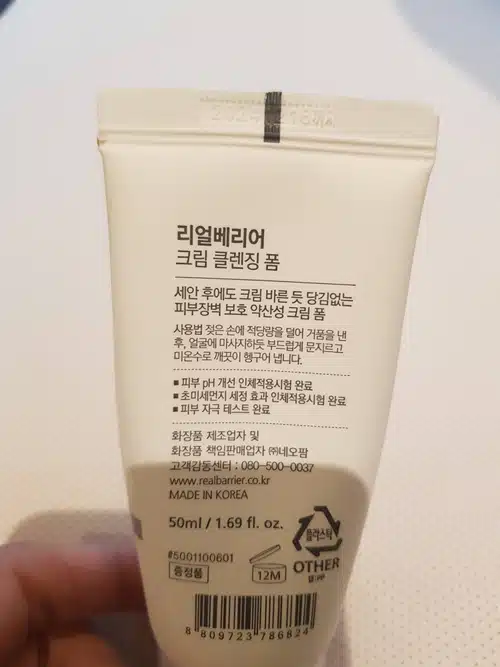 리얼베리어
크림 클렌징 폼
세안 후에도 크림 바른 듯 당김없는
피부장벽 보호 약산성 크림 폼
사용법 젖은 손에 적당량을 덜어 거품을 낸
후, 얼굴에 마사지하듯 부드럽게 문지르고
미온수로 깨끗이 헹구어 냅니다.
■ 피부 pH 개선 인체적용시험 완료
■ 초미세먼지 세정 효과 인체적용시험 완료
■ 피부 자극 테스트 완료
화장품 제조업자 및
화장품 책임판매업자 ㈜네오팜
고객감동센터 : 080-500-0037
www.realbarrier.co.kr
MADE IN KOREA
50ml / 1.69 fl. oz.
플라스틱
OTHER
#5001100601
증정품
12M
8 809723 786824